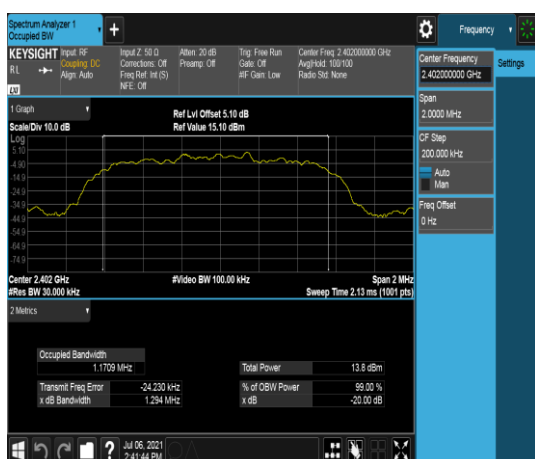 Spectrum Analyzer 1
Occupied BW
+
Frequency
KEYSIGHT
RL
Input: RF
Coupling: DC
Align: Auto
Input Z: 50 Ω
Corrections: Off
Freq Ref: Int (S)
NFE: Off
Atten: 20 dB
Preamp: Off
Trig: Free Run
Gate: Off
#IF Gain: Low
Center Freq: 2.402000000 GHz
Avg|Hold: 100/100
Radio Std: None
1 Graph
Scale/Div 10.0 dB
Ref Lvl Offset 5.10 dB
Ref Value 15.10 dBm
Log
5.10
-4.90
-14.9
-24.9
-34.9
-44.9
-54.9
-64.9
-74.9
Center 2.402 GHz
#Video BW 100.00 kHz
Span 2 MHz
#Res BW 30.000 kHz
Sweep Time 2.13 ms (1001 pts)
2 Metrics
Occupied Bandwidth
1.1709 MHz
Total Power
13.8 dBm
Transmit Freq Error
-24.230 kHz
% of OBW Power
99.00 %
x dB Bandwidth
1.294 MHz
x dB
-20.00 dB
?
Jul 06, 2021
2:41:44 PM
Center Frequency
2.402000000 GHz
Settings
Span
2.0000 MHz
CF Step
200.000 kHz
Auto
Man
Freq Offset
0 Hz